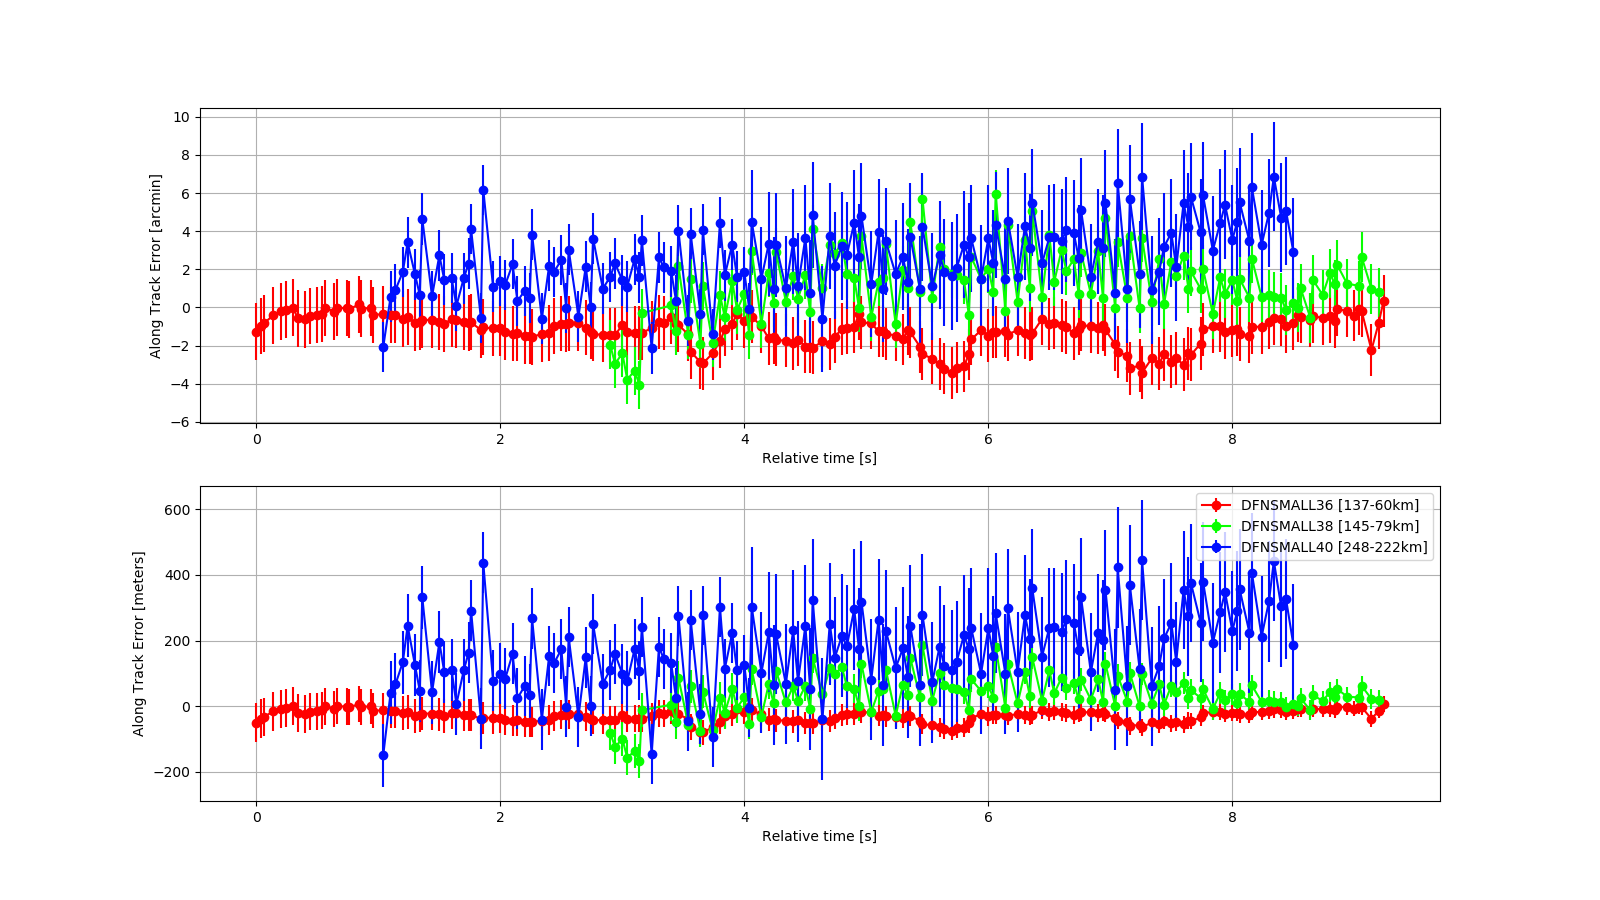 10
8
6
4
2
0
−2
−4
−6
Along Track Error [arcmin]
0 2 4 6 8
Relative time [s]
600
400
200
0
−200
Along Track Error [meters]
DFNSMALL36 [137-60km]
DFNSMALL38 [145-79km]
DFNSMALL40 [248-222km]
0 2 4 6 8
Relative time [s]